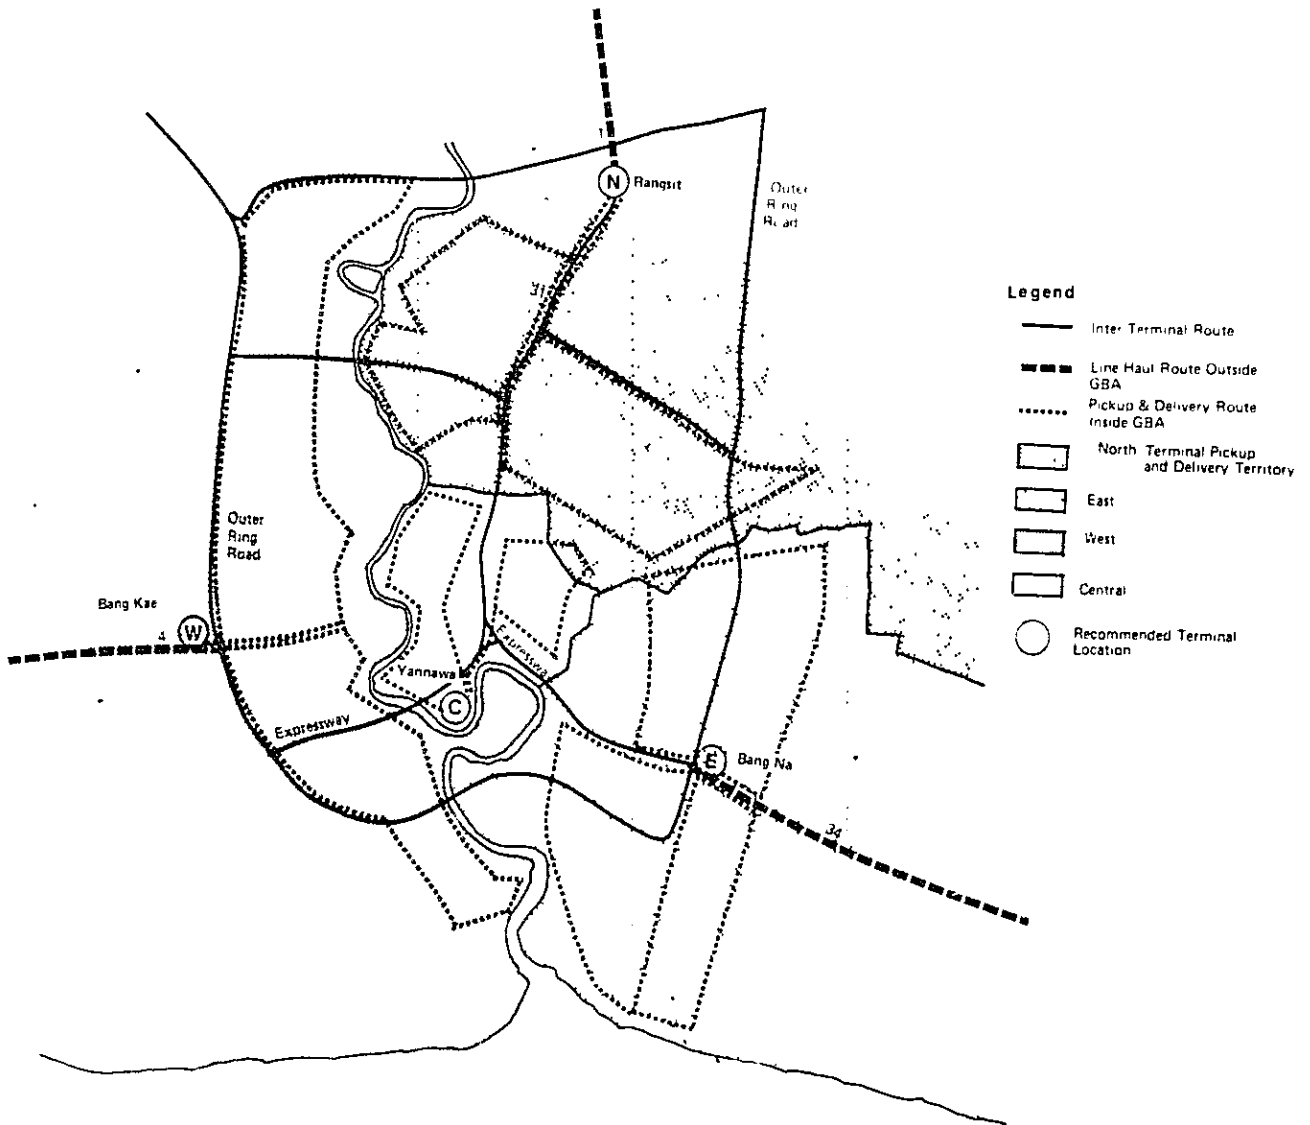 1
N
Rangsit
Outer
Ring
Road
31
Legend
Inter Terminal Route
Line Haul Route Outside
GBA
Pickup & Delivery Route
Inside GBA
North Terminal Pickup
and Delivery Territory
East
West
Central
Recommended Terminal
Location
Outer
Ring
Road
Bang Kae
4
W
Expressway
Yannawa
C
Expressway
E
Bang Na
34